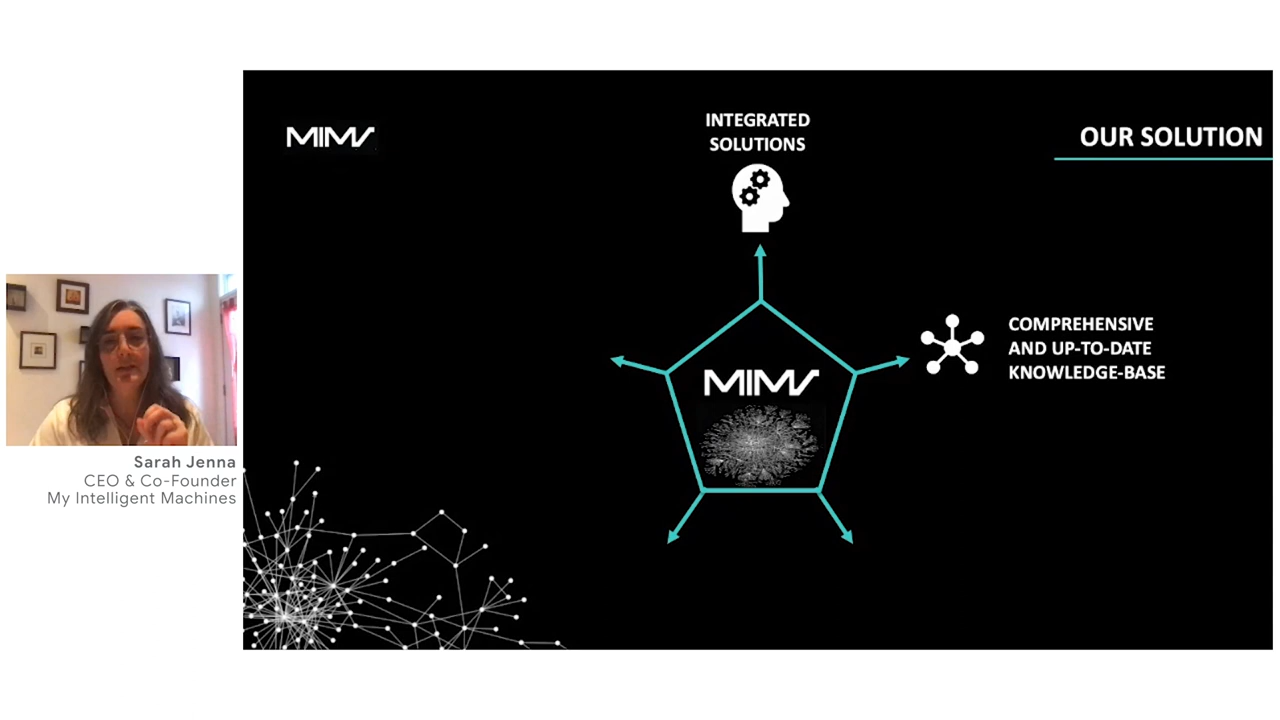 MIMs
INTEGRATED
SOLUTIONS
OUR SOLUTION
COMPREHENSIVE
AND UP-TO-DATE
KNOWLEDGE-BASE
MIMs
Sarah Jenna
CEO & Co-Founder
My Intelligent Machines